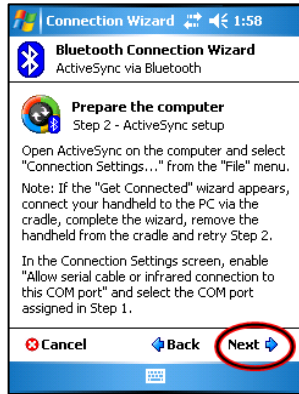 Connection Wizard 1:58
Bluetooth Connection
Wizard
ActiveSync via Bluetooth
Prepare the computer
Step 2 - ActiveSync setup
Open ActiveSync on the computer and select
"Connection Settings..." from the "File" menu.
Note: If the "Get Connected" wizard appears,
connect your handheld to the PC via the
cradle, complete the wizard, remove the
handheld from the cradle and retry Step 2.
In the Connection Settings screen, enable
"Allow serial cable or infrared connection to
this COM port" and select the COM port
assigned in Step 1.
Cancel Back Next